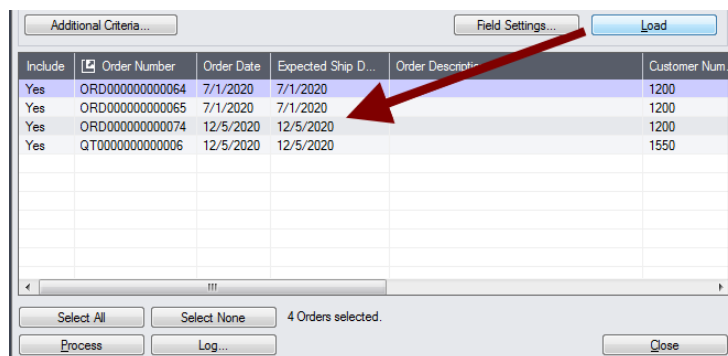 Additional Criteria... Field Settings... Load
Include Order Number Order Date Expected Ship D... Order Description Customer Num.
Yes ORD000000000064 7/1/2020 7/1/2020 1200
Yes ORD000000000065 7/1/2020 7/1/2020 1200
Yes ORD000000000074 12/5/2020 12/5/2020 1200
Yes QT0000000000006 12/5/2020 12/5/2020 1550
Select All Select None 4 Orders selected.
Process Log... Close